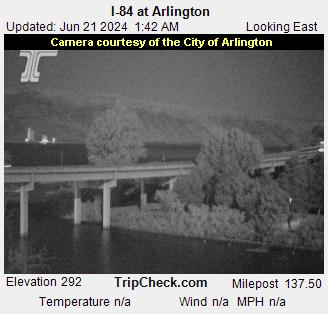 I-84 at Arlington
Updated: Jun 21 2024 1:42 AM Looking East
Camera courtesy of the City of Arlington
Elevation 292 TripCheck.com Milepost 137.50
Temperature n/a Wind n/a MPH n/a